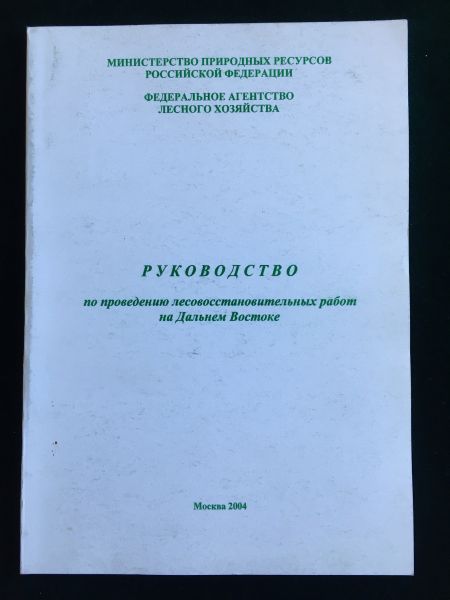 МИНИСТЕРСТВО ПРИРОДНЫХ РЕСУРСОВ
РОССИЙСКОЙ ФЕДЕРАЦИИ
ФЕДЕРАЛЬНОЕ АГЕНТСТВО
ЛЕСНОГО ХОЗЯЙСТВА
РУКОВОДСТВО
по проведению лесовосстановительных работ
на Дальнем Востоке
Москва 2004